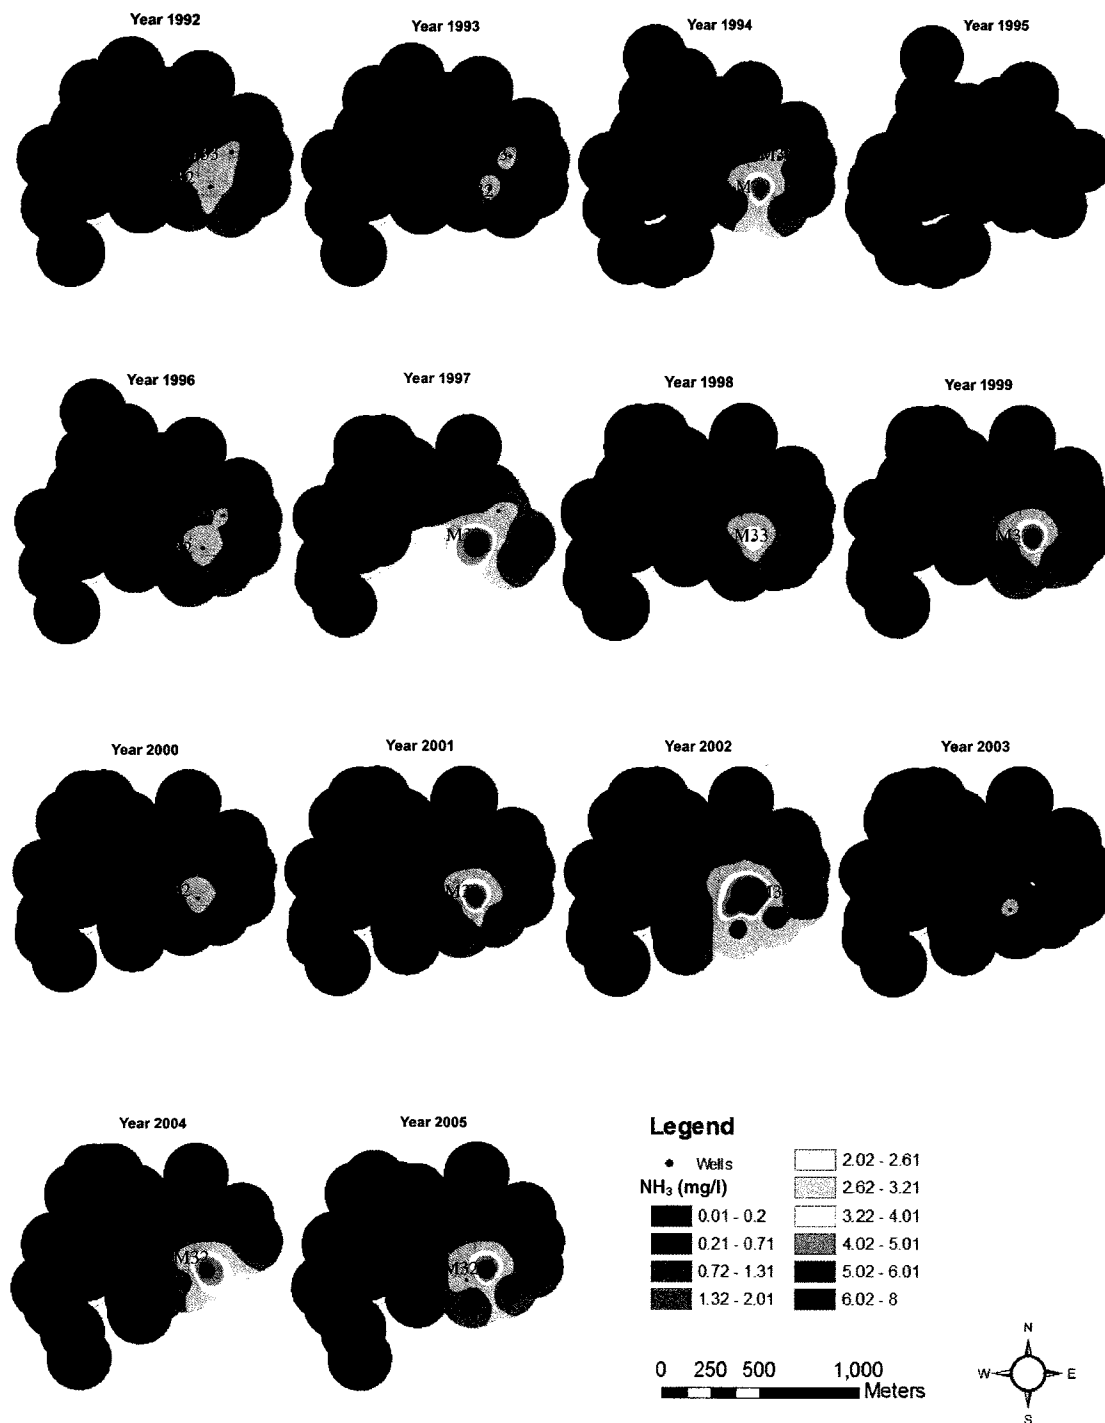 Year 1992
Year 1993
Year 1994
Year 1995
Year 1996
Year 1997
Year 1998
M33
Year 1999
Year 2000
Year 2001
Year 2002
Year 2003
Year 2004
M32
Year 2005
M32
Legend
Wells
NH₃ (mg/l)
0.01 - 0.2
0.21 - 0.71
0.72 - 1.31
1.32 - 2.01
2.02 - 2.61
2.62 - 3.21
3.22 - 4.01
4.02 - 5.01
5.02 - 6.01
6.02 - 8
0 250 500 1,000
Meters
N
W E
S